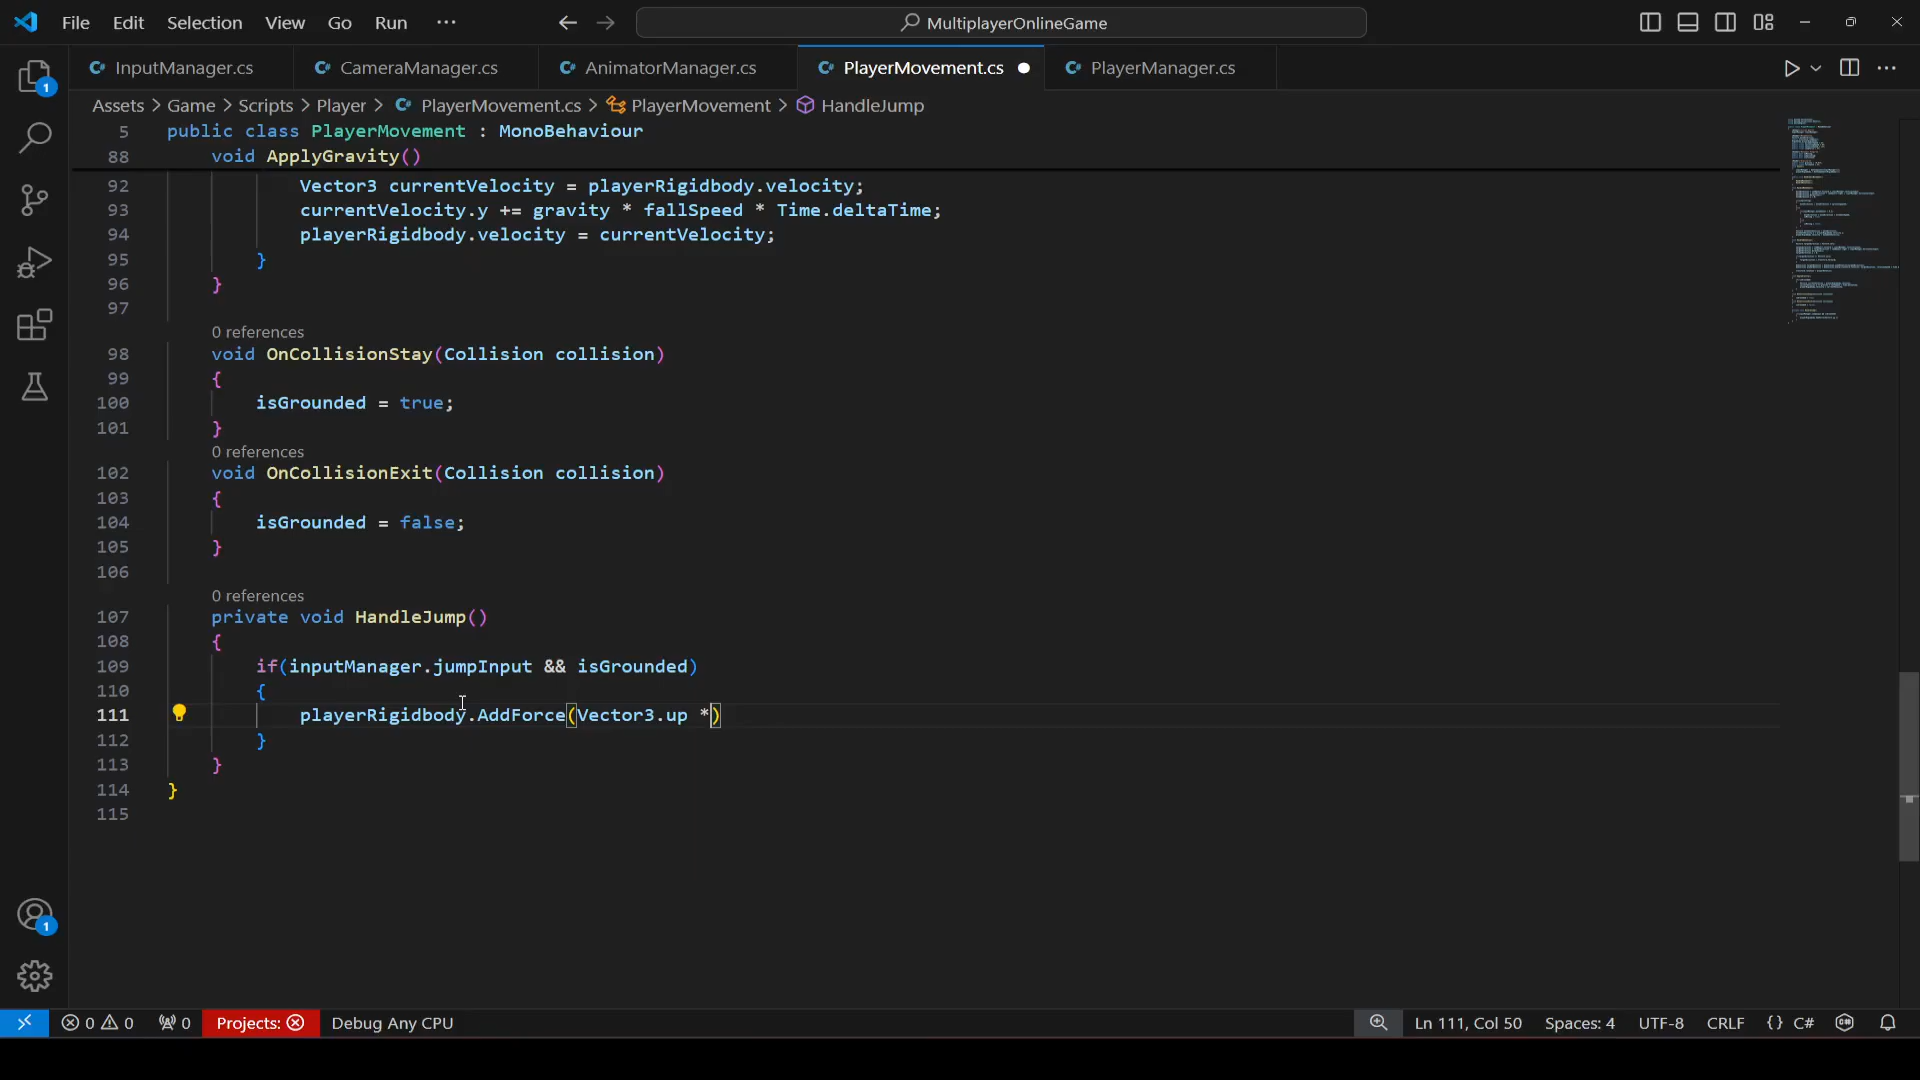 File Edit Selection View Go Run ··· MultiplayerOnlineGame
InputManager.cs CameraManager.cs AnimatorManager.cs PlayerMovement.cs PlayerManager.cs
Assets > Game > Scripts > Player > PlayerMovement.cs > PlayerMovement > HandleJump
5 public class PlayerMovement : MonoBehaviour
88 void ApplyGravity()
92 Vector3 currentVelocity = playerRigidbody.velocity;
93 currentVelocity.y += gravity * fallSpeed * Time.deltaTime;
94 playerRigidbody.velocity = currentVelocity;
95 }
96 }
97
0 references
98 void OnCollisionStay(Collision collision)
99 {
100 isGrounded = true;
101 }
0 references
102 void OnCollisionExit(Collision collision)
103 {
104 isGrounded = false;
105 }
106
0 references
107 private void HandleJump()
108 {
109 if(inputManager.jumpInput && isGrounded)
110 {
111 playerRigidbody.AddForce(Vector3.up *)
112 }
113 }
114 }
115
1
1
0 0 0 Projects: Debug Any CPU Ln 111, Col 50 Spaces: 4 UTF-8 CRLF {} C#